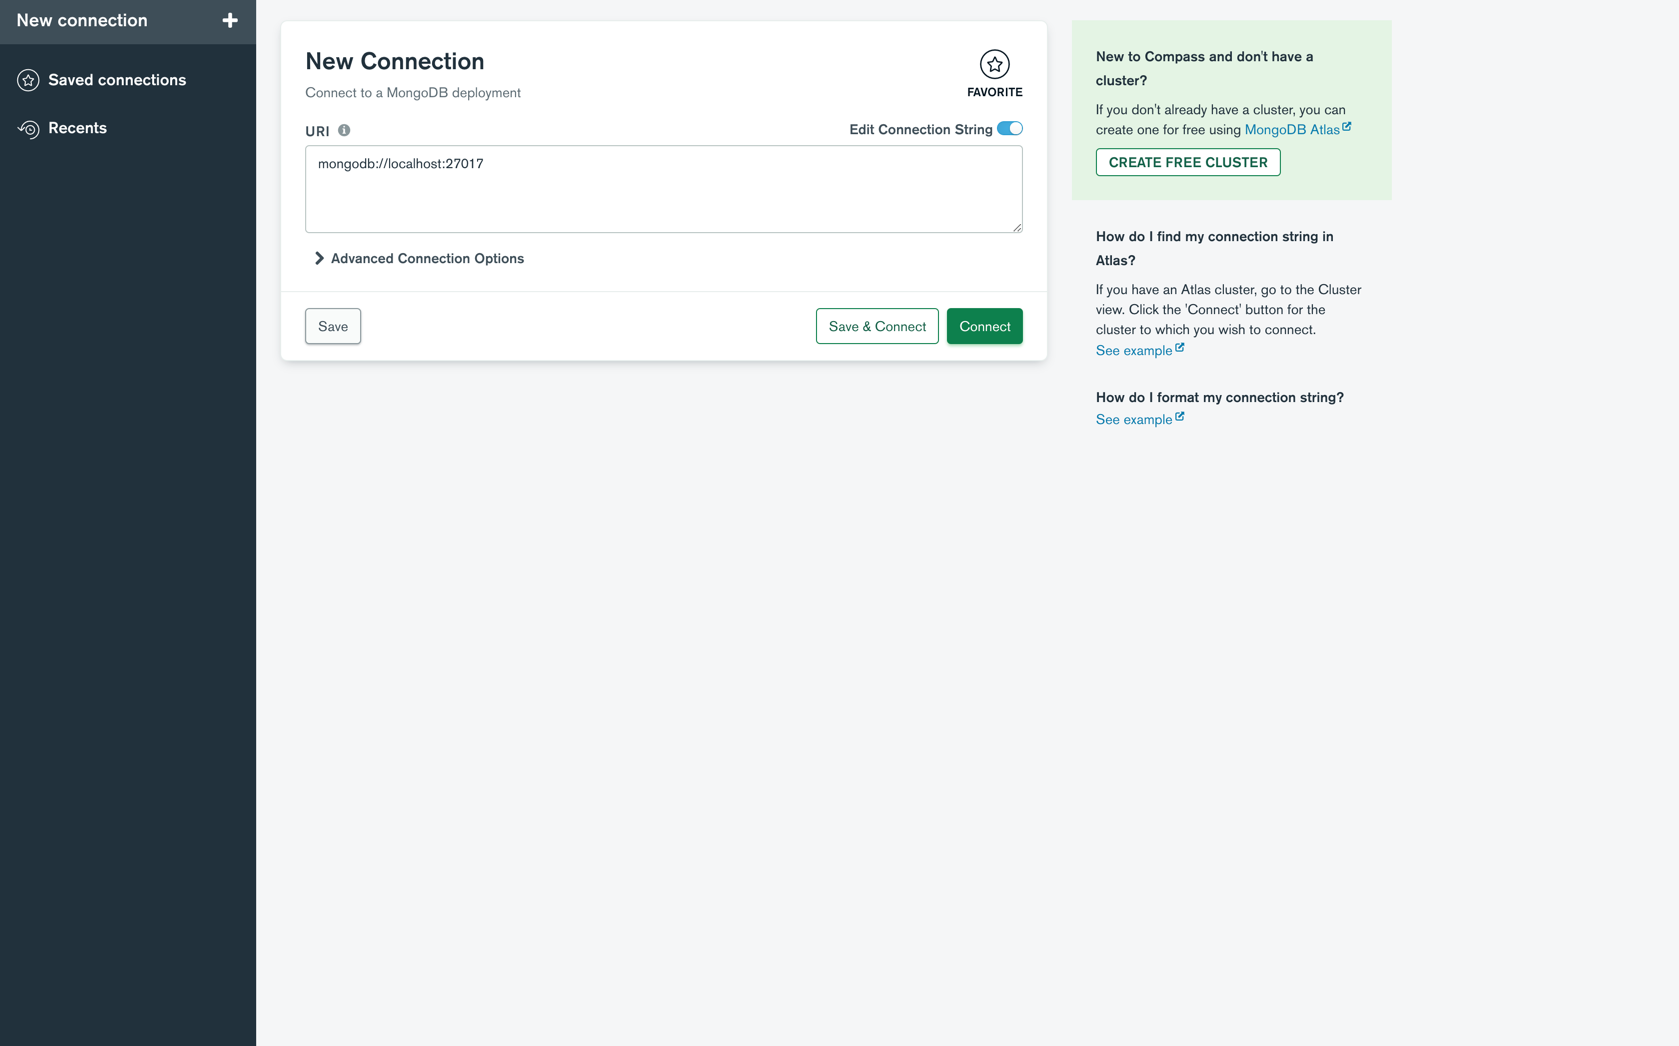 New connection
Saved connections
Recents
New Connection
Connect to a MongoDB deployment
FAVORITE
URI
Edit Connection String
mongodb://localhost:27017
Advanced Connection Options
Save
Save & Connect
Connect
New to Compass and don't have a
cluster?
If you don't already have a cluster, you can
create one for free using MongoDB Atlas
CREATE FREE CLUSTER
How do I find my connection string in
Atlas?
If you have an Atlas cluster, go to the Cluster
view. Click the 'Connect' button for the
cluster to which you wish to connect.
See example
How do I format my connection string?
See example